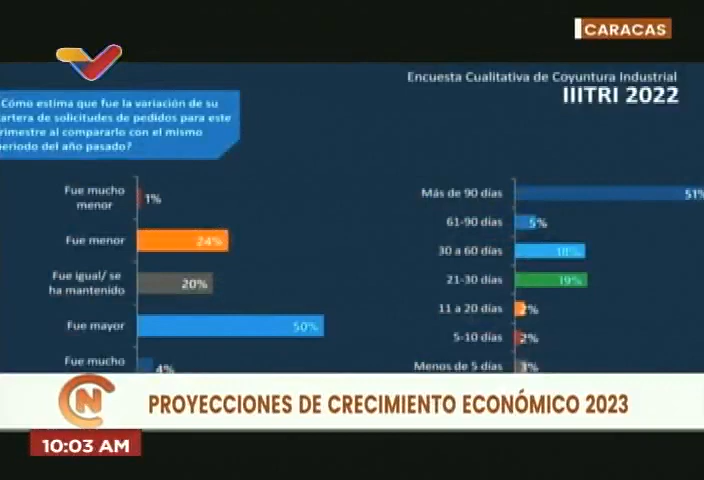 CARACAS
Encuesta Cualitativa de Coyuntura Industrial
IIITRI 2022
Cómo estima que fue la variación de su
artera de solicitudes de pedidos para este
rimestre al compararlo con el mismo
eriodo del año pasado?
Fue mucho
menor
1%
Fue menor
24%
Fue igual/ se
ha mantenido
20%
Fue mayor
50%
Fue mucho
4%
Más de 90 días
51%
61-90 días
5%
30 a 60 días
18%
21-30 días
19%
11 a 20 días
2%
5-10 días
2%
Menos de 5 días
3%
CN
PROYECCIONES DE CRECIMIENTO ECONÓMICO 2023
10:03 AM